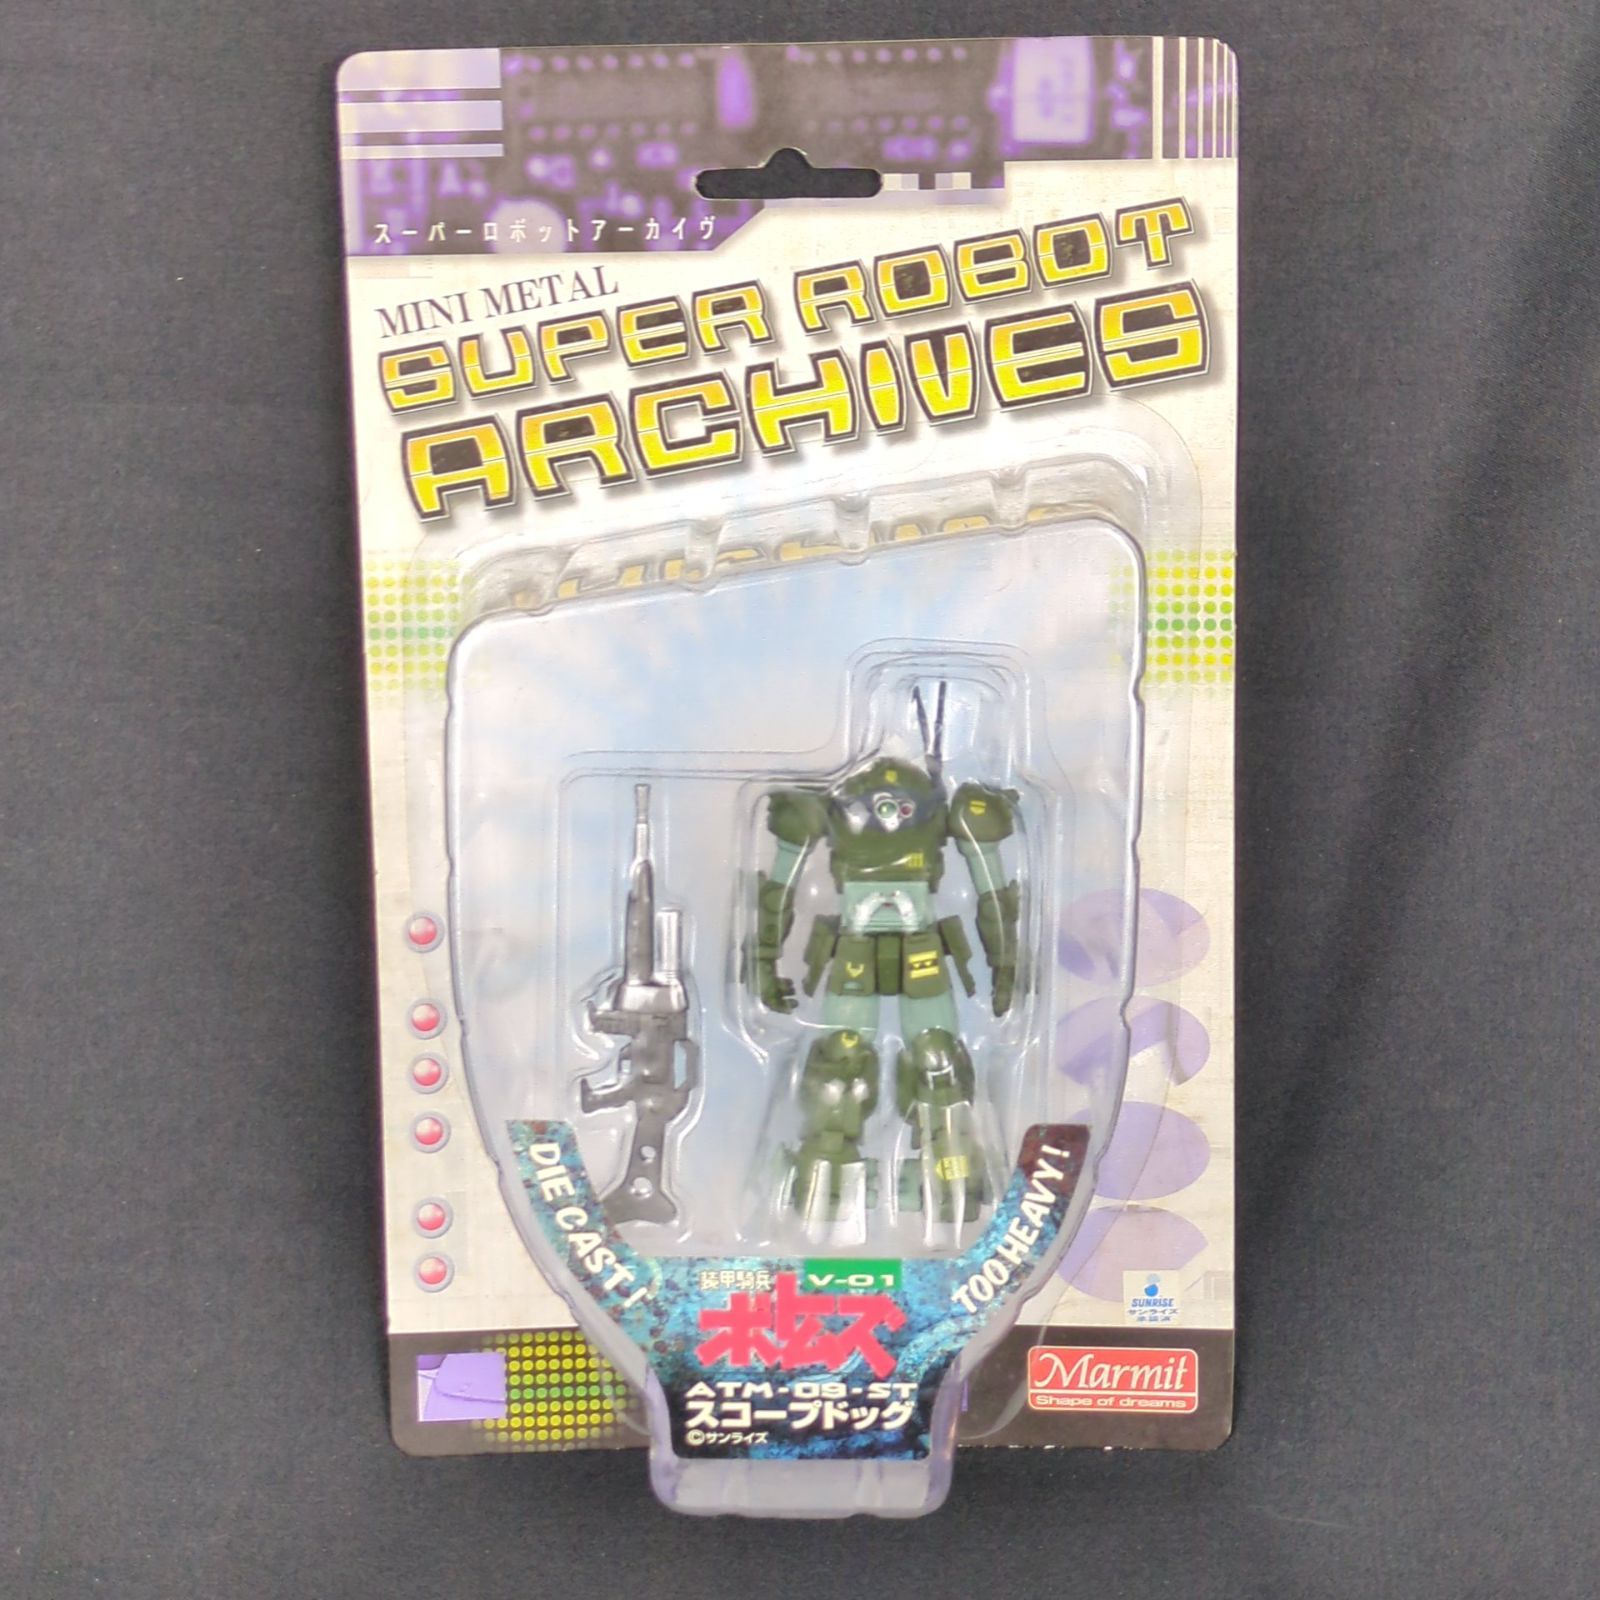 スーパーロボットアーカイヴ
MINI METAL
SUPER ROBOT
ARCHIVES
DIE CAST!
TOO HEAVY!
V-01
装甲騎兵
ボトムズ
ATM-09-ST
スコープドッグ
©サンライズ
SUNRISE
サンライズ
Marmit
Shape of dreams